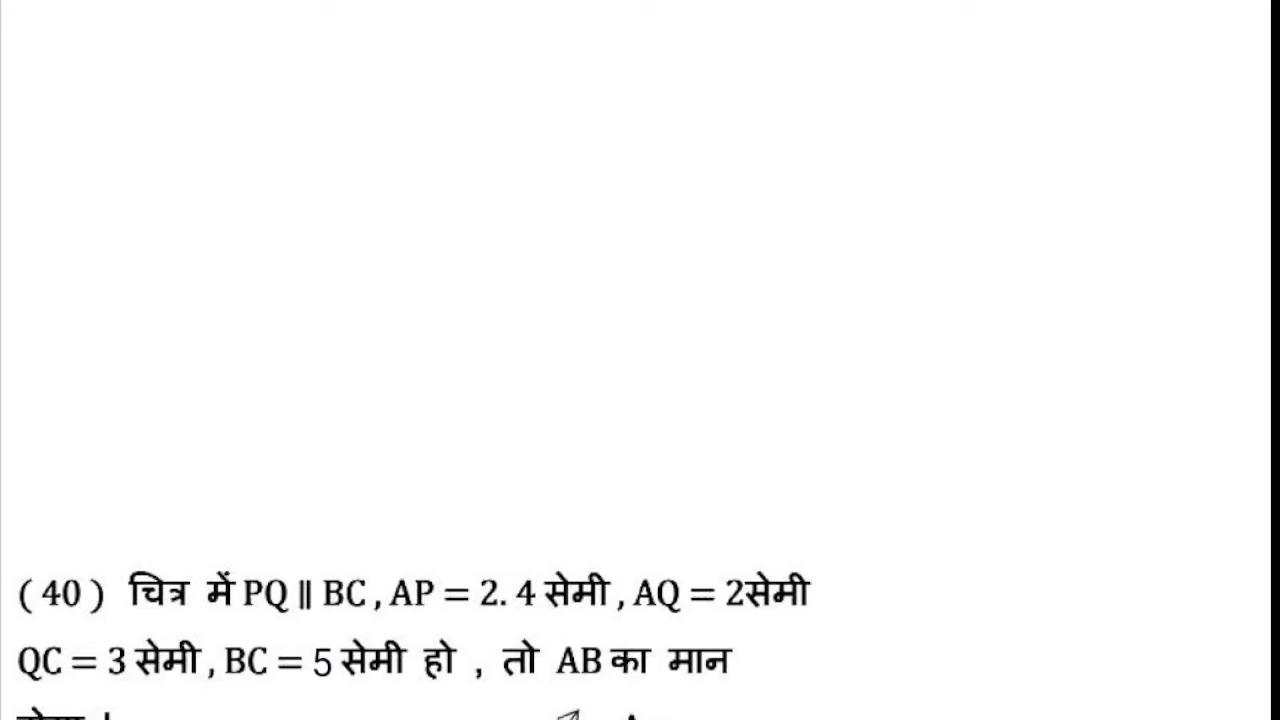 ( 40 ) चित्र में PQ ∥ BC , AP = 2. 4 सेमी , AQ = 2सेमी
QC = 3 सेमी , BC = 5 सेमी हो , तो AB का मान